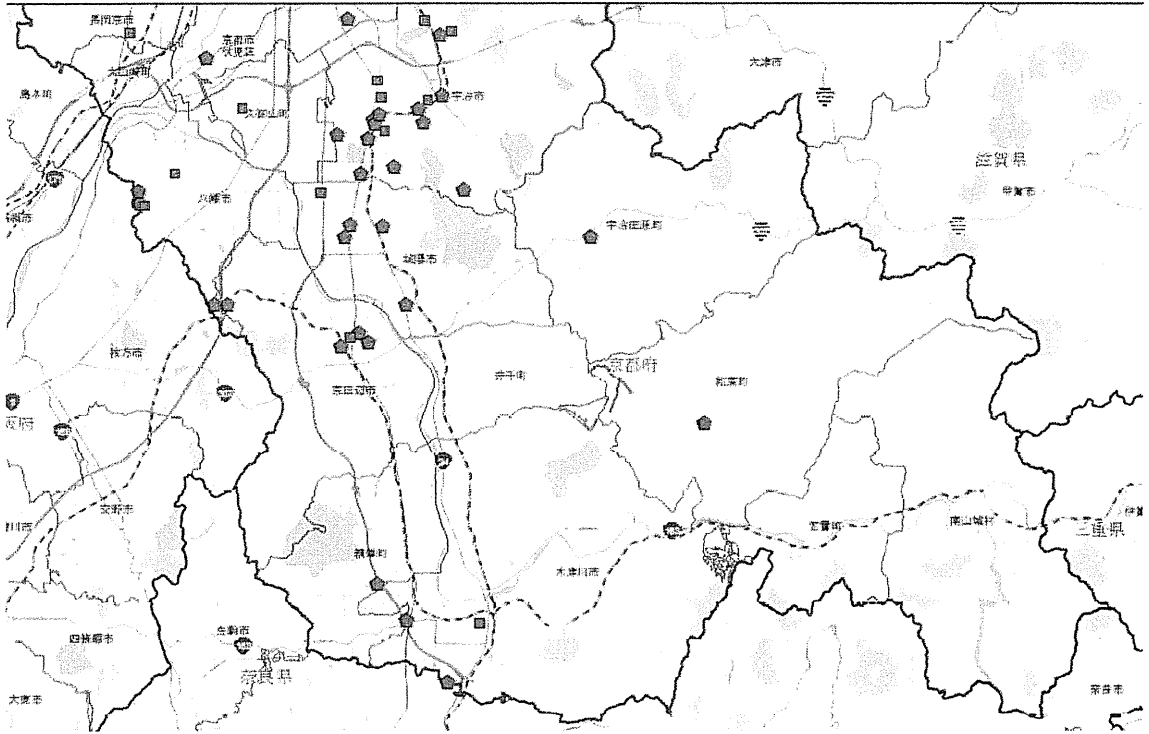 長岡京市
京都市
伏見区
大山崎町
島本町
久御山町
宇治市
大津市
滋賀県
甲賀市
八幡市
宇治田原町
城陽市
枚方市
京田辺市
井手町
京都府
和束町
交野市
精華町
木津川市
笠置町
南山城村
三重県
四條畷市
生駒市
奈良県
大東市
奈良市